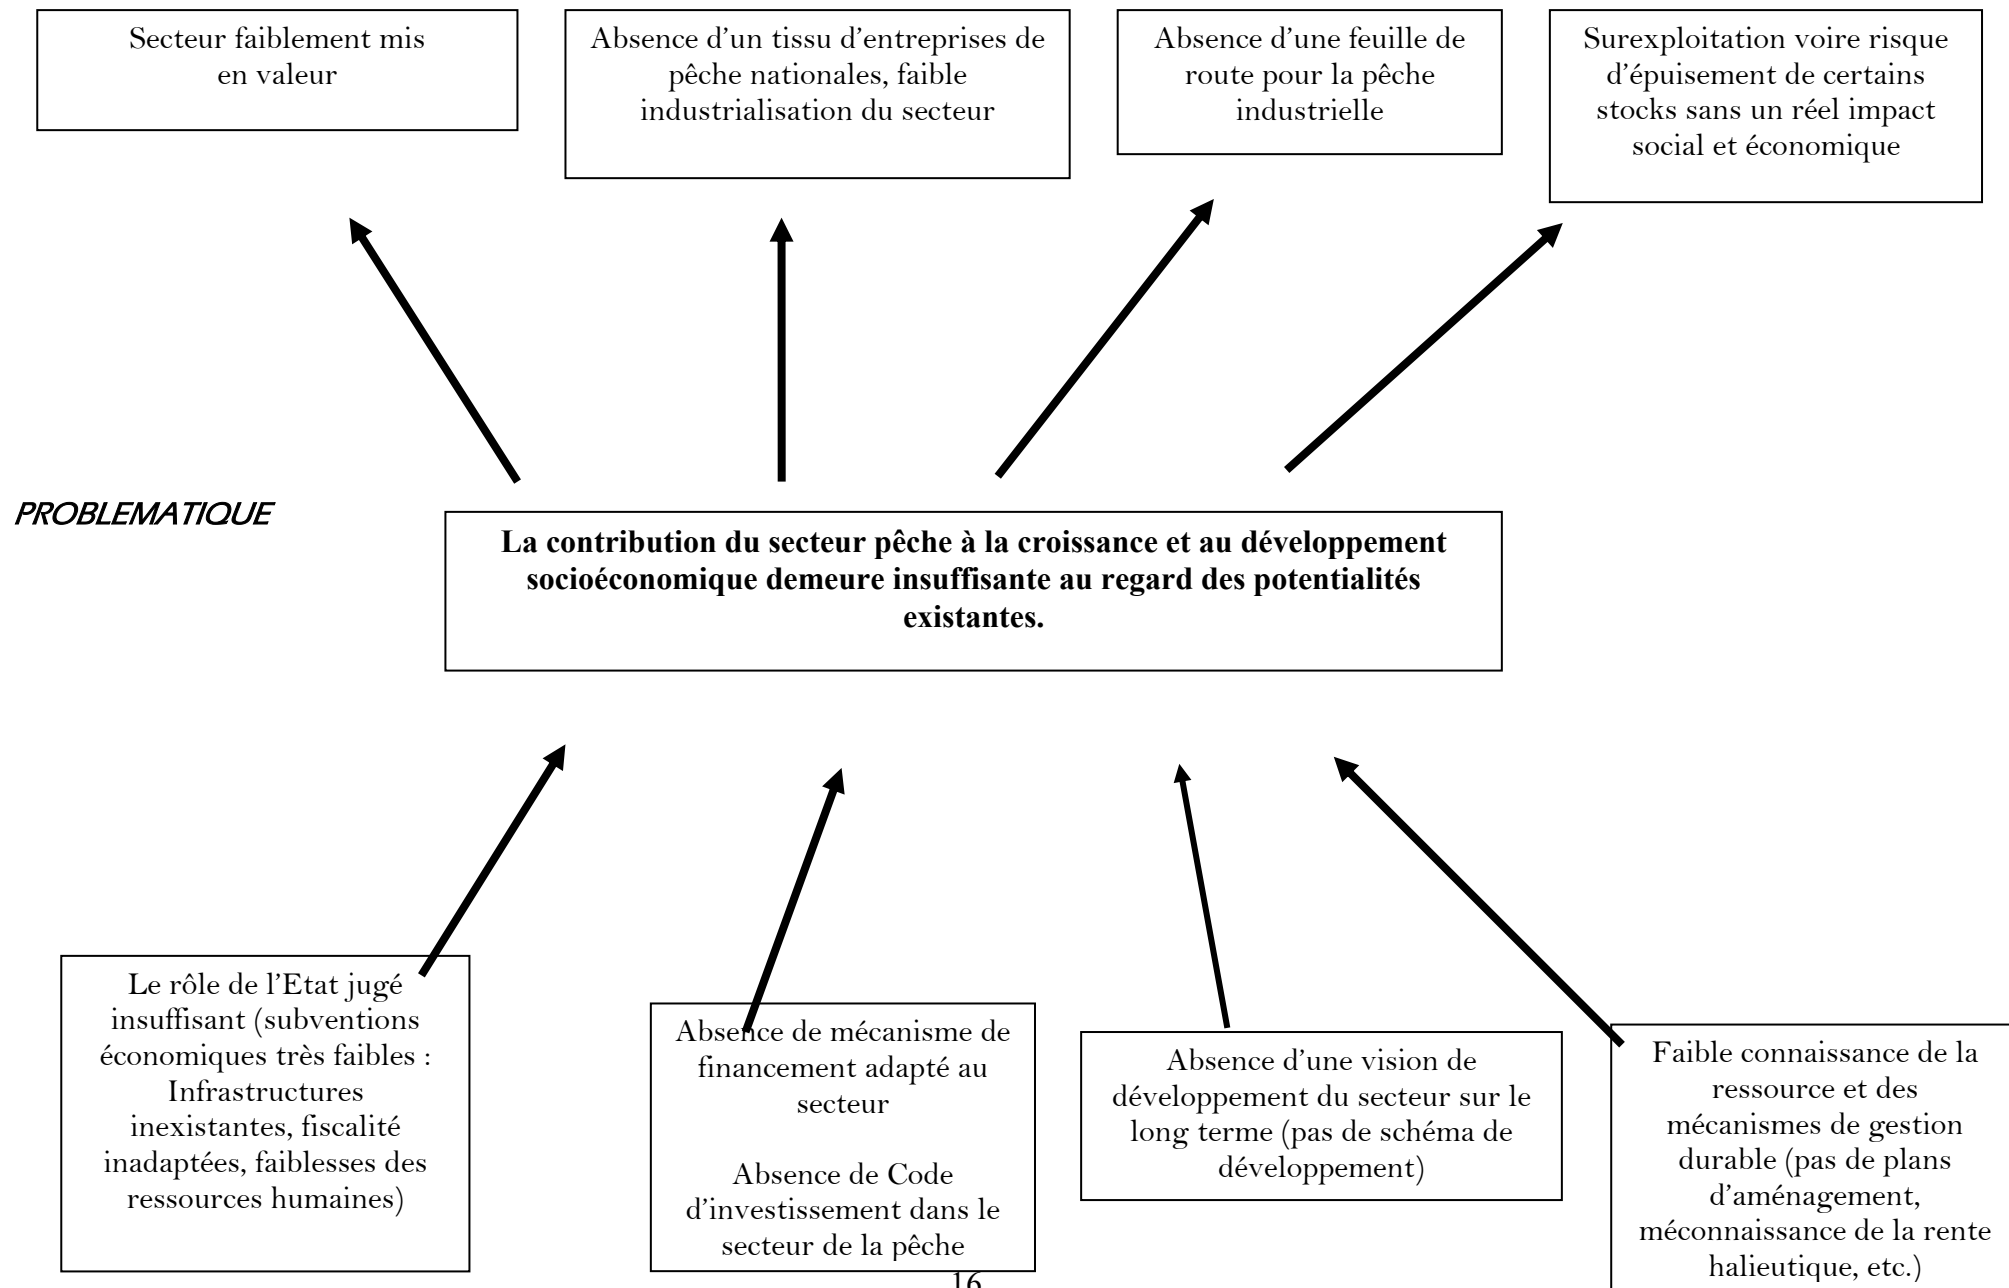 Secteur faiblement mis
en valeur
Absence d'un tissu d'entreprises de
pêche nationales, faible
industrialisation du secteur
Absence d'une feuille de
route pour la pêche
industrielle
Surexploitation voire risque
d'épuisement de certains
stocks sans un réel impact
social et économique
PROBLEMATIQUE
La contribution du secteur pêche à la croissance et au développement
socioéconomique demeure insuffisante au regard des potentialités
existantes.
Le rôle de l'Etat jugé
insuffisant (subventions
économiques très faibles :
Infrastructures
inexistantes, fiscalité
inadaptées, faiblesses des
ressources humaines)
Absence de mécanisme de
financement adapté au
secteur
Absence de Code
d'investissement dans le
secteur de la pêche
Absence d'une vision de
développement du secteur sur le
long terme (pas de schéma de
développement)
Faible connaissance de la
ressource et des
mécanismes de gestion
durable (pas de plans
d'aménagement,
méconnaissance de la rente
halieutique, etc.)
16